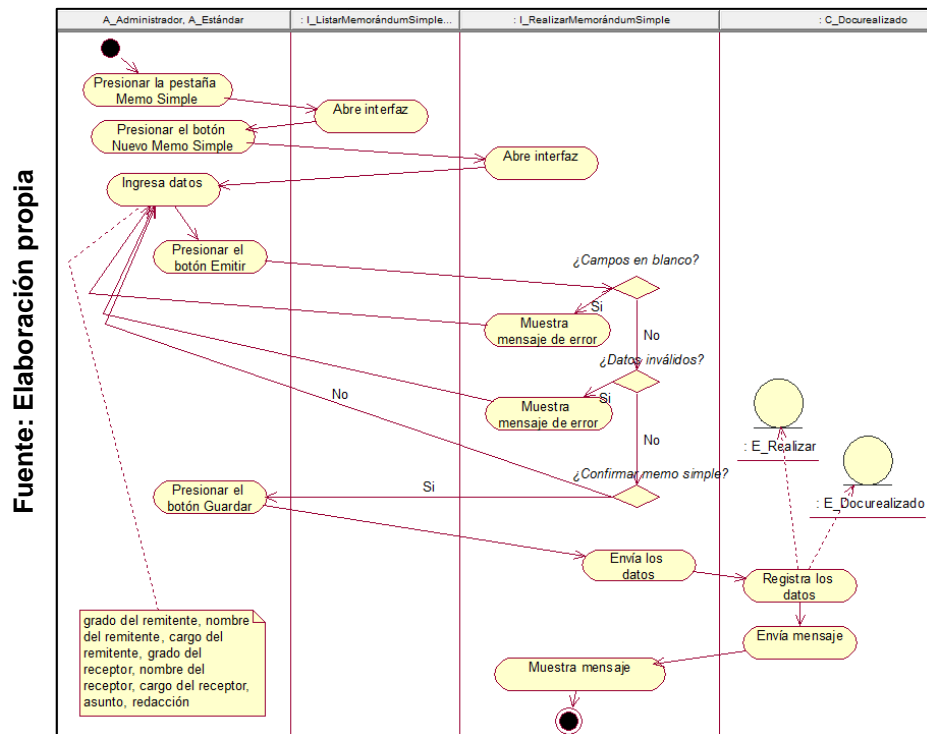 Fuente: Elaboración propia
A_Administrador, A_Estándar
: I_ListarMemorándumSimple...
: I_RealizarMemorándumSimple
: C_Docurealizado
Presionar la pestaña
Memo Simple
Abre interfaz
Presionar el botón
Nuevo Memo Simple
Abre interfaz
Ingresa datos
Presionar el
botón Emitir
¿Campos en blanco?
Si
Muestra
mensaje de error
No
¿Datos inválidos?
Si
Muestra
mensaje de error
No
No
: E_Realizar
¿Confirmar memo simple?
Si
Presionar el
botón Guardar
: E_Docurealizado
Envía los
datos
Registra los
datos
grado del remitente, nombre
del remitente, cargo del
remitente, grado del
receptor, nombre del
receptor, cargo del receptor,
asunto, redacción
Envía mensaje
Muestra mensaje